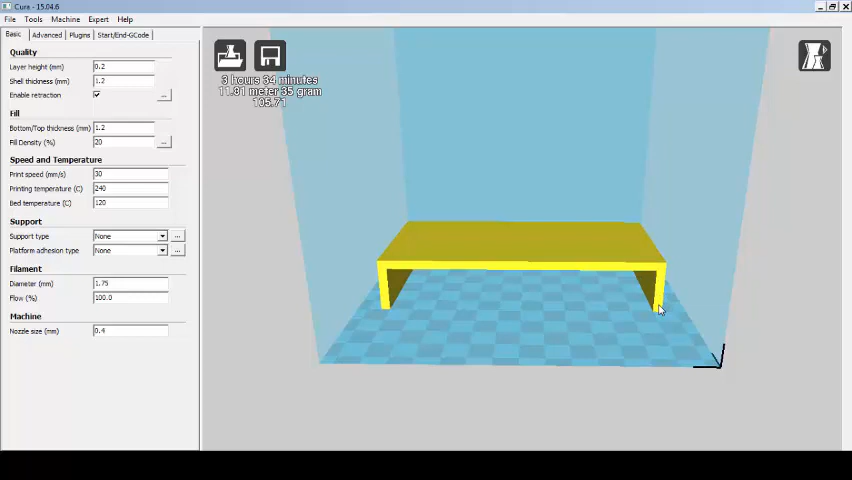 Cura - 15.04.6
File Tools Machine Expert Help
Basic Advanced Plugins Start/End-GCode
Quality
Layer height (mm) 0.2
Shell thickness (mm) 1.2
Enable retraction ...
Fill
Bottom/Top thickness (mm) 1.2
Fill Density (%) 20 ...
Speed and Temperature
Print speed (mm/s) 30
Printing temperature (C) 240
Bed temperature (C) 120
Support
Support type None ...
Platform adhesion type None ...
Filament
Diameter (mm) 1.75
Flow (%) 100.0
Machine
Nozzle size (mm) 0.4
3 hours 34 minutes
11.91 meter 35 gram
105.71